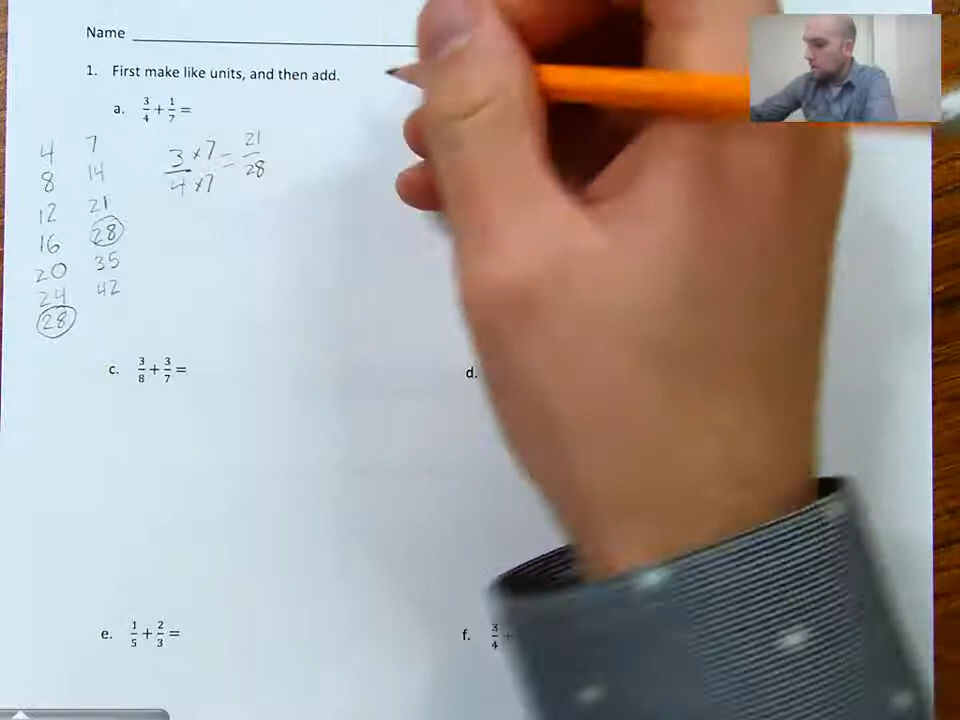 Name
1. First make like units, and then add.
a. 3/4 + 1/7 =
4 7
8 14
12 21
16 28
20 35
24 42
28
3 × 7 / 4 × 7 = 21/28
c. 3/8 + 3/7 =
d.
e. 1/5 + 2/3 =
f. 3/4 +